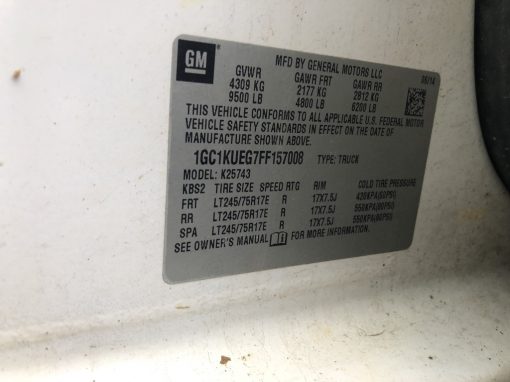 GM
MFD BY GENERAL MOTORS LLC
08/14
GVWR GAWR FRT GAWR RR
4309 KG 2177 KG 2812 KG
9500 LB 4800 LB 6200 LB
THIS VEHICLE CONFORMS TO ALL APPLICABLE U.S. FEDERAL MOTOR
VEHICLE SAFETY STANDARDS IN EFFECT ON THE DATE OF
MANUFACTURE SHOWN ABOVE.
1GC1KUEG7FF157008 TYPE: TRUCK
MODEL: K25743
KBS2 TIRE SIZE SPEED RTG RIM COLD TIRE PRESSURE
FRT LT245/75R17E R 17X7.5J 420KPA(60PSI)
RR LT245/75R17E R 17X7.5J 550KPA(80PSI)
SPA LT245/75R17E R 17X7.5J 550KPA(80PSI)
SEE OWNER'S MANUAL FOR MORE INFORMATION